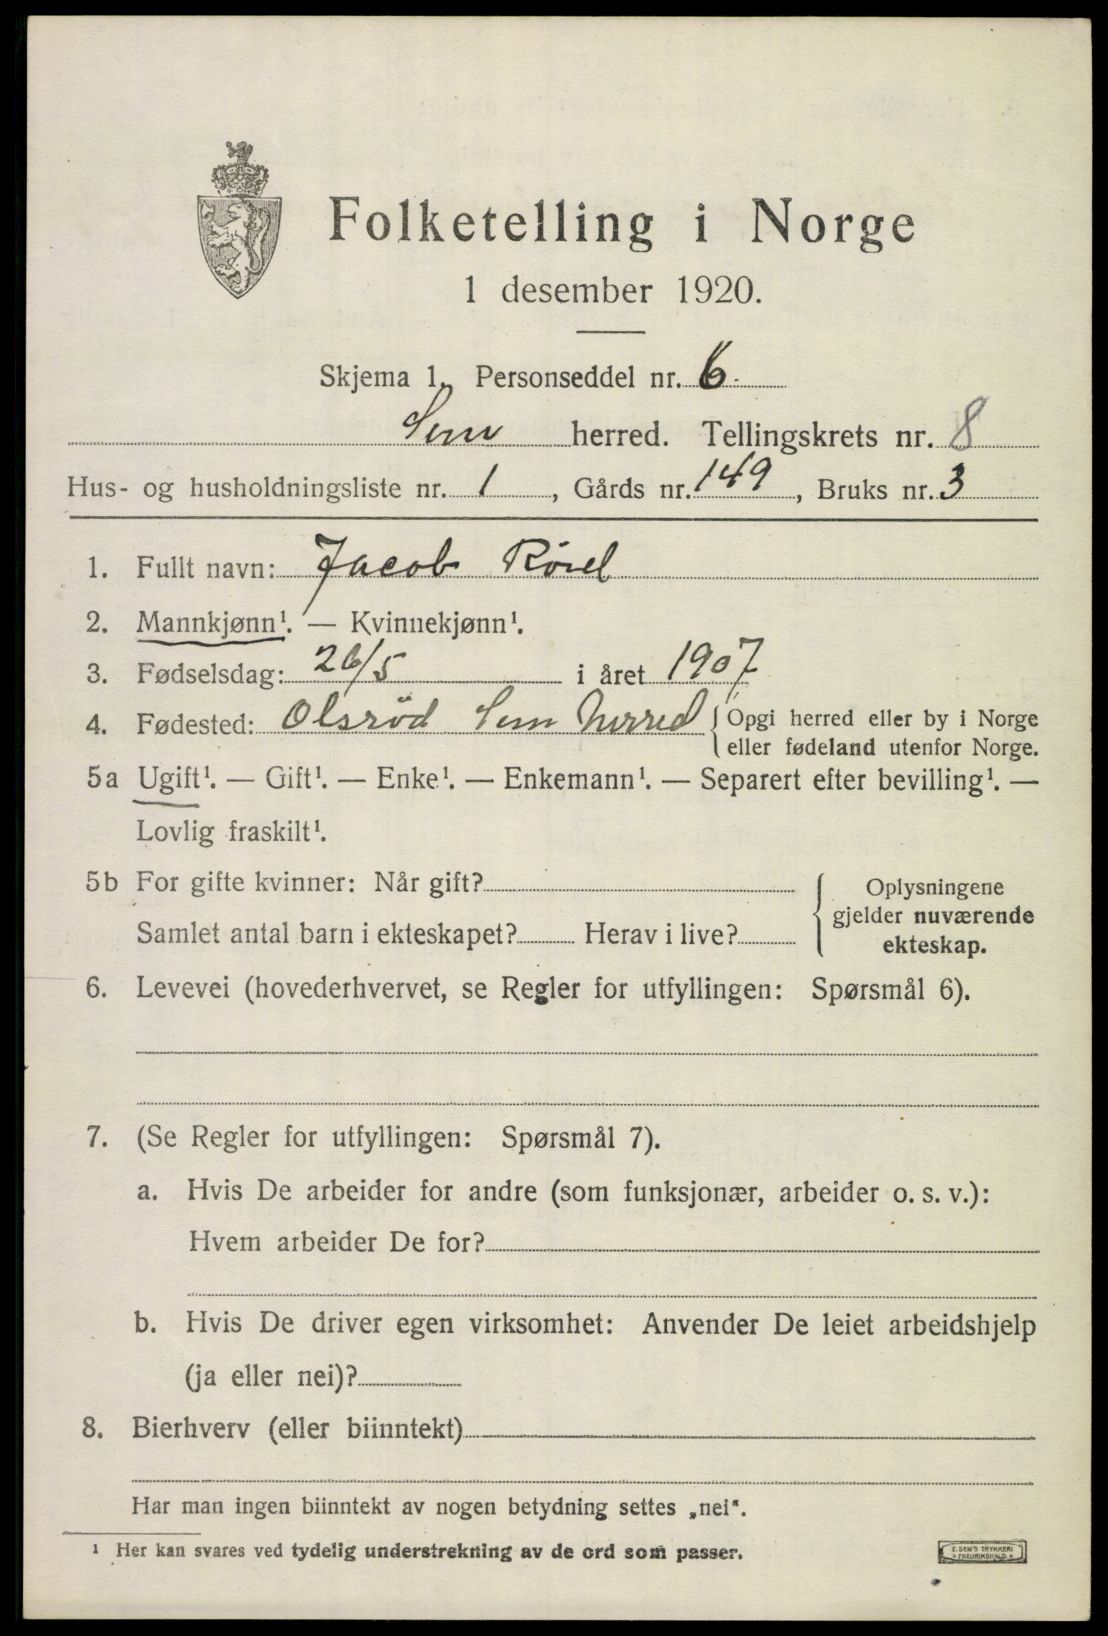 Folketelling i Norge
1 desember 1920.
Skjema 1. Personseddel nr. 6
Sem herred. Tellingskrets nr. 8
Hus- og husholdningsliste nr. 1, Gårds nr. 149, Bruks nr. 3
1. Fullt navn: Jacob
2. Mannkjønn¹. — Kvinnekjønn¹.
3. Fødselsdag: 26/5 i året 1907
4. Fødested: Olsrød Sem herred { Opgi herred eller by i Norge
eller fødeland utenfor Norge.
5a Ugift¹. — Gift¹. — Enke¹. — Enkemann¹. — Separert efter bevilling¹. —
Lovlig fraskilt¹.
5b For gifte kvinner: Når gift?
Samlet antal barn i ekteskapet? Herav i live?
Oplysningene
gjelder nuværende
ekteskap.
6. Levevei (hovederhvervet, se Regler for utfyllingen: Spørsmål 6).
7. (Se Regler for utfyllingen: Spørsmål 7).
a. Hvis De arbeider for andre (som funksjonær, arbeider o. s. v.):
Hvem arbeider De for?
b. Hvis De driver egen virksomhet: Anvender De leiet arbeidshjelp
(ja eller nei)?
8. Bierhverv (eller biinntekt)
Har man ingen biinntekt av nogen betydning settes „nei“.
¹ Her kan svares ved tydelig understrekning av de ord som passer.
E. SEM'S TRYKKERI
* FREDRIKSHALD. *